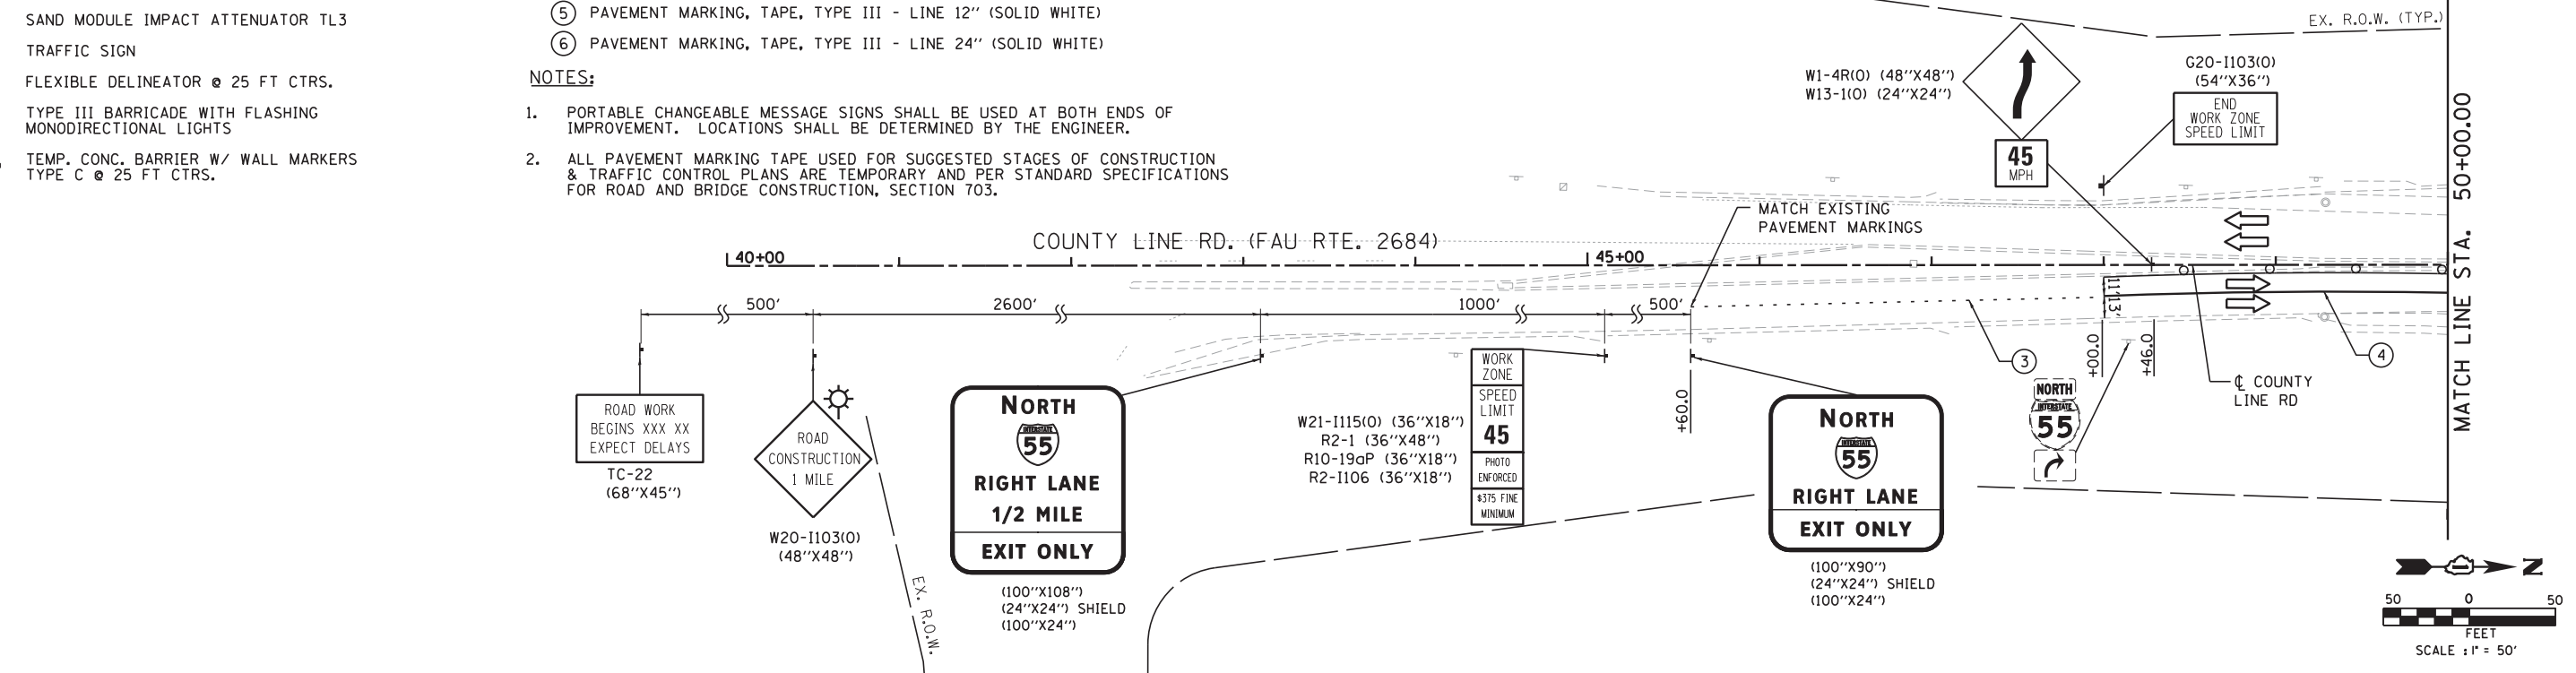 SAND MODULE IMPACT ATTENUATOR TL3
TRAFFIC SIGN
FLEXIBLE DELINEATOR @ 25 FT CTRS.
TYPE III BARRICADE WITH FLASHING
MONODIRECTIONAL LIGHTS
TEMP. CONC. BARRIER W/ WALL MARKERS
TYPE C @ 25 FT CTRS.
5 PAVEMENT MARKING, TAPE, TYPE III - LINE 12" (SOLID WHITE)
6 PAVEMENT MARKING, TAPE, TYPE III - LINE 24" (SOLID WHITE)
NOTES:
1. PORTABLE CHANGEABLE MESSAGE SIGNS SHALL BE USED AT BOTH ENDS OF
IMPROVEMENT. LOCATIONS SHALL BE DETERMINED BY THE ENGINEER.
2. ALL PAVEMENT MARKING TAPE USED FOR SUGGESTED STAGES OF CONSTRUCTION
& TRAFFIC CONTROL PLANS ARE TEMPORARY AND PER STANDARD SPECIFICATIONS
FOR ROAD AND BRIDGE CONSTRUCTION, SECTION 703.
EX. R.O.W. (TYP.)
W1-4R(O) (48"X48")
W13-1(O) (24"X24")
45
MPH
G20-I103(O)
(54"X36")
END
WORK ZONE
SPEED LIMIT
MATCH LINE STA. 50+00.00
MATCH EXISTING
PAVEMENT MARKINGS
COUNTY LINE RD. (FAU RTE. 2684)
40+00
45+00
500'
2600'
1000'
500'
11'
13'
+60.0
+00.0
+46.0
3
4
℄ COUNTY
LINE RD
ROAD WORK
BEGINS XXX XX
EXPECT DELAYS
TC-22
(68"X45")
ROAD
CONSTRUCTION
1 MILE
W20-I103(O)
(48"X48")
EX. R.O.W.
NORTH
INTERSTATE
55
RIGHT LANE
1/2 MILE
EXIT ONLY
(100"X108")
(24"X24") SHIELD
(100"X24")
W21-I115(O) (36"X18")
R2-1 (36"X48")
R10-19aP (36"X18")
R2-I106 (36"X18")
WORK
ZONE
SPEED
LIMIT
45
PHOTO
ENFORCED
$375 FINE
MINIMUM
NORTH
INTERSTATE
55
RIGHT LANE
EXIT ONLY
(100"X90")
(24"X24") SHIELD
(100"X24")
NORTH
INTERSTATE
55
N
50 0 50
FEET
SCALE : 1" = 50'